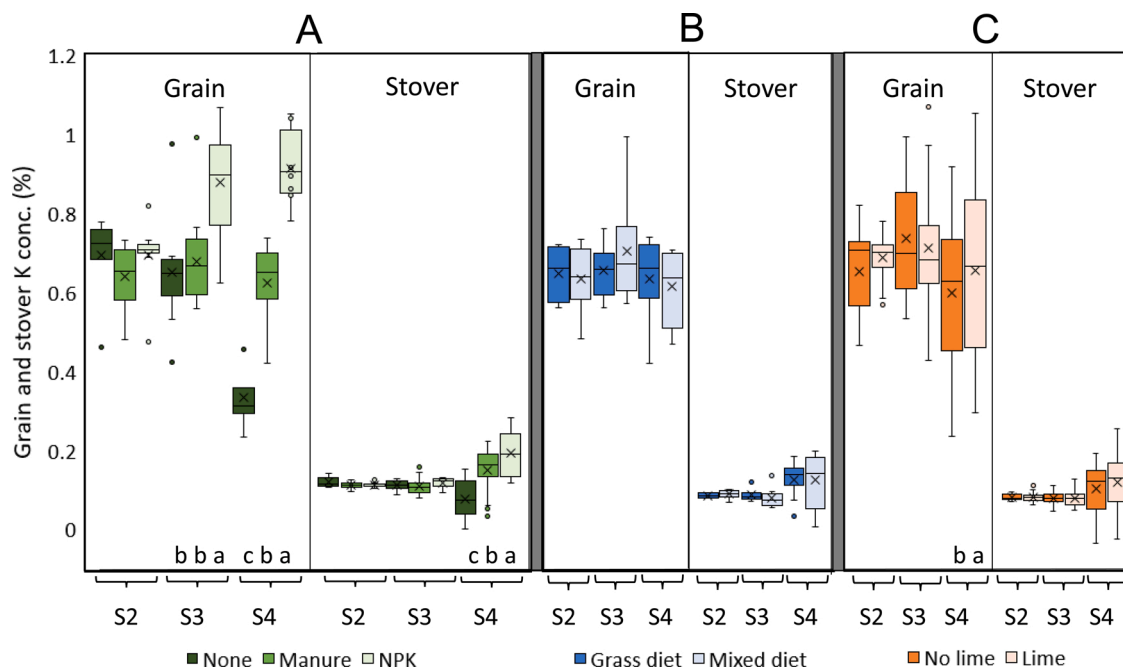 A B C
Grain and stover K conc. (%)
1.2
1
0.8
0.6
0.4
0.2
0
Grain Stover Grain Stover Grain Stover
b b a c b a c b a b a
S2 S3 S4 S2 S3 S4 S2 S3 S4 S2 S3 S4 S2 S3 S4 S2 S3 S4
None Manure NPK Grass diet Mixed diet No lime Lime